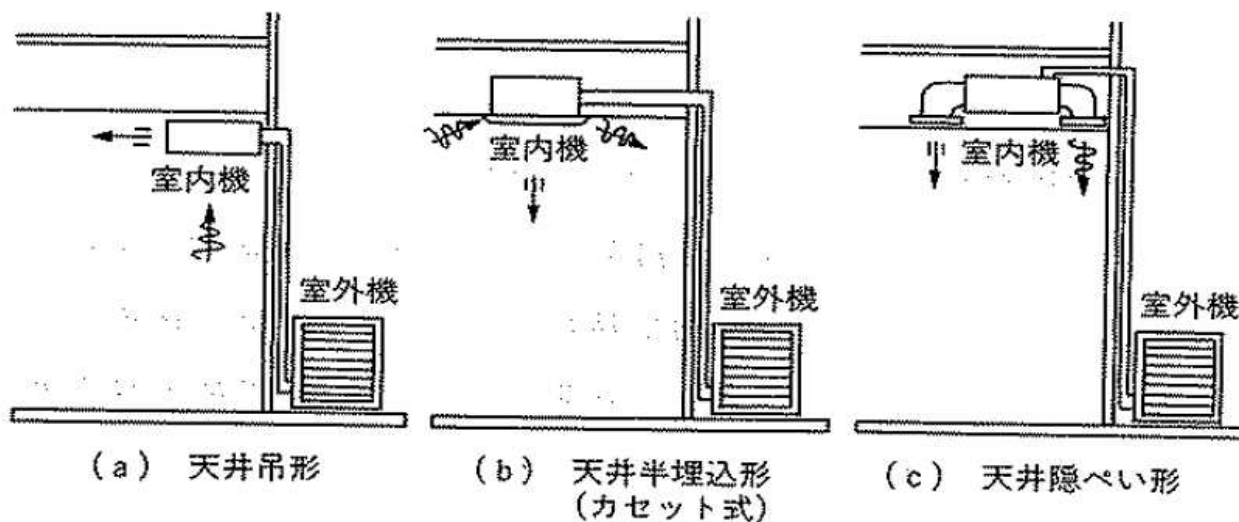 室内機
室外機
(a) 天井吊形
室内機
室外機
(b) 天井半埋込形
(カセット式)
室内機
室外機
(c) 天井隠ぺい形